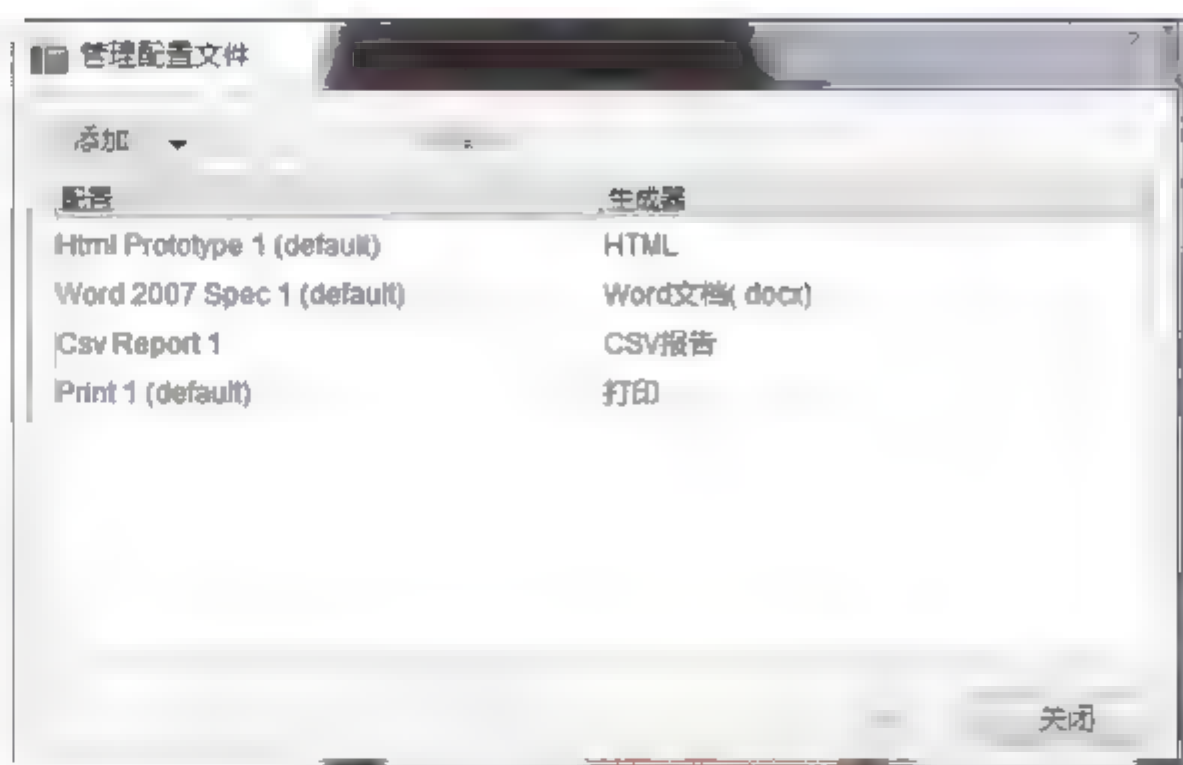 管理配置文件
添加
配置 生成器
Html Prototype 1 (default) HTML
Word 2007 Spec 1 (default) Word文档(.docx)
Csv Report 1 CSV报告
Print 1 (default) 打印
关闭